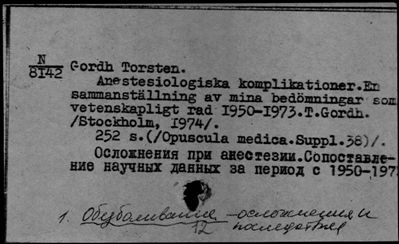 N
8142
Gordh Torsten.
Anestesiologiska komplikationer.En
sammanställning av mina bedömningar som
vetenskapligt rad 1950-1973.T.Gordh.
/Stockholm, 1974/.
252 s.(/Opuscula medica.Suppl.38)/.
Осложнения при анестезии.Сопоставле-
ние научных данных за период с 1950-197
1. Обезболивание - осложнения и
12 последствия